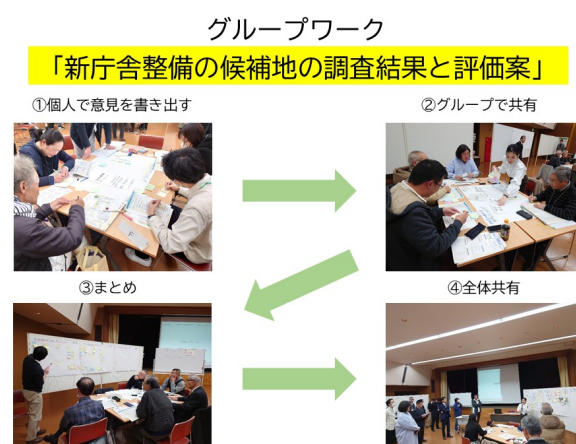 グループワーク
「新庁舎整備の候補地の調査結果と評価案」
①個人で意見を書き出す
②グループで共有
③まとめ
④全体共有